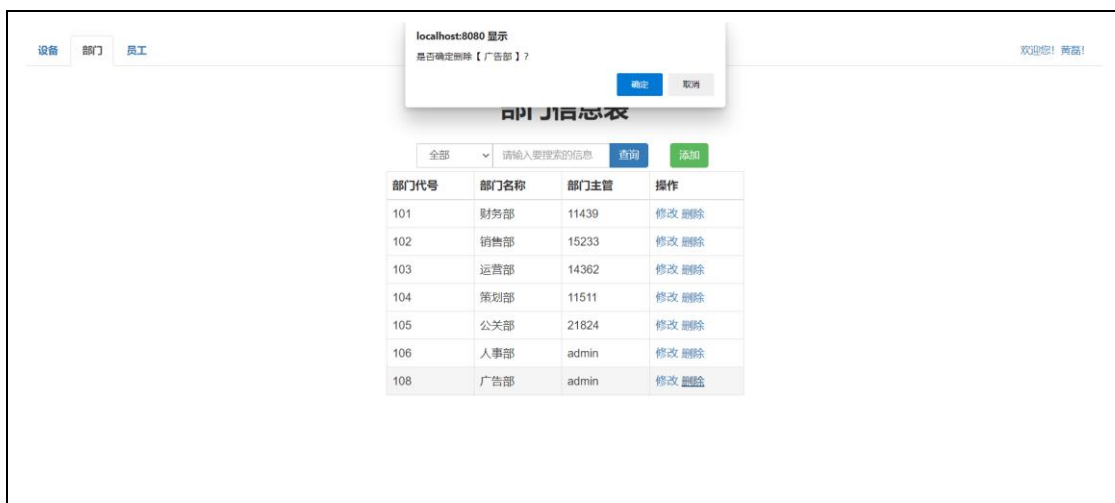 localhost:8080 显示
是否确定删除【 广告部 】?
确定 取消
设备 部门 员工 欢迎您! 黄磊!
部门信息表
全部 请输入要搜索的信息 查询 添加
部门代号 部门名称 部门主管 操作
101 财务部 11439 修改 删除
102 销售部 15233 修改 删除
103 运营部 14362 修改 删除
104 策划部 11511 修改 删除
105 公关部 21824 修改 删除
106 人事部 admin 修改 删除
108 广告部 admin 修改 删除